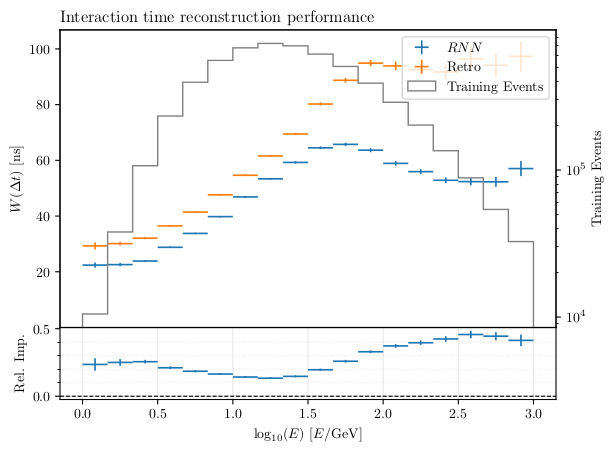 Interaction time reconstruction performance
RNN
Retro
Training Events
W(Δt) [ns]
100
80
60
40
20
10^5
10^4
Training Events
Rel. Imp.
0.5
0.0
0.0 0.5 1.0 1.5 2.0 2.5 3.0
log10(E) [E/GeV]